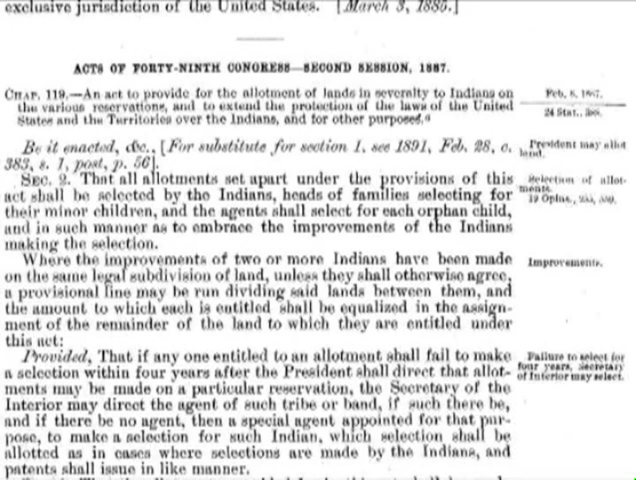 exclusive jurisdiction of the United States. [March 3, 1885.]
ACTS OF FORTY-NINTH CONGRESS—SECOND SESSION, 1887.
CHAP. 119.—An act to provide for the allotment of lands in severalty to Indians on
the various reservations, and to extend the protection of the laws of the United
States and the Territories over the Indians, and for other purposes.a
Feb. 8, 1887.
24 Stat., 388.
Be it enacted, &c., [For substitute for section 1, see 1891, Feb. 28, c.
383, s. 1, post, p. 56].
President may allot
land.
SEC. 2. That all allotments set apart under the provisions of this
act shall be selected by the Indians, heads of families selecting for
their minor children, and the agents shall select for each orphan child,
and in such manner as to embrace the improvements of the Indians
making the selection.
Selection of allot-
ments.
19 Opins.,
Where the improvements of two or more Indians have been made
on the same legal subdivision of land, unless they shall otherwise agree,
a provisional line may be run dividing said lands between them, and
the amount to which each is entitled shall be equalized in the assign-
ment of the remainder of the land to which they are entitled under
this act:
Improvements.
Provided, That if any one entitled to an allotment shall fail to make
a selection within four years after the President shall direct that allot-
ments may be made on a particular reservation, the Secretary of the
Interior may direct the agent of such tribe or band, if such there be,
and if there be no agent, then a special agent appointed for that pur-
pose, to make a selection for such Indian, which selection shall be
allotted as in cases where selections are made by the Indians, and
patents shall issue in like manner.
Failure to select for
four years, Secretary
of Interior may select.